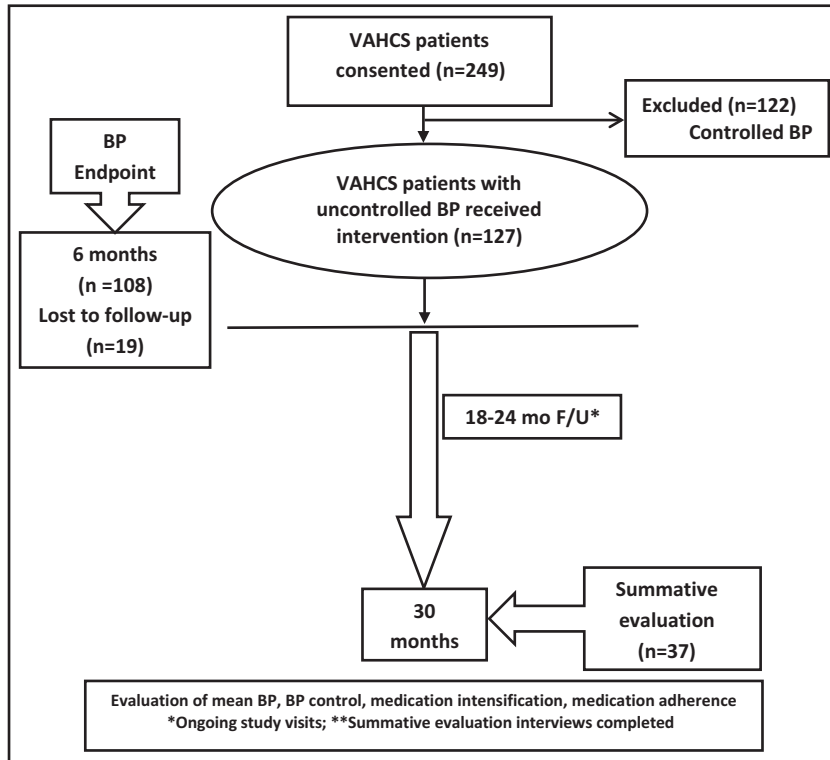 VAHCS patients
consented (n=249)
Excluded (n=122)
Controlled BP
BP
Endpoint
VAHCS patients with
uncontrolled BP received
intervention (n=127)
6 months
(n =108)
Lost to follow-up
(n=19)
18-24 mo F/U*
30
months
Summative
evaluation
(n=37)
Evaluation of mean BP, BP control, medication intensification, medication adherence
*Ongoing study visits; **Summative evaluation interviews completed